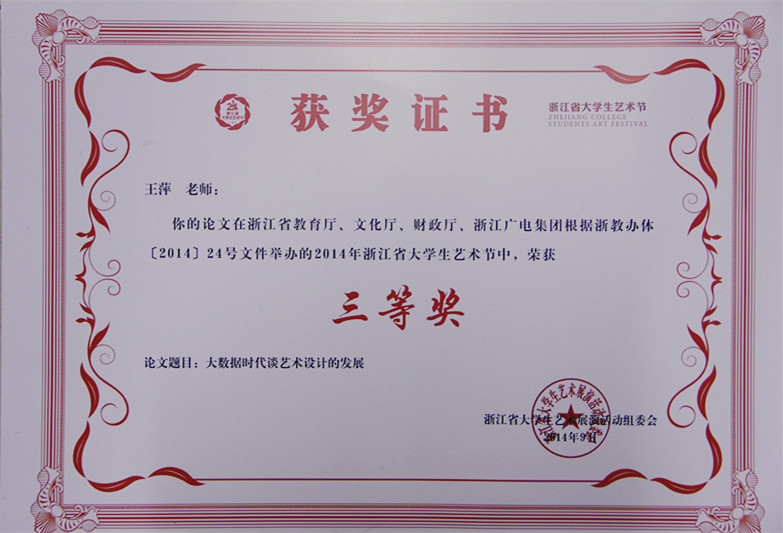 获奖证书
浙江省大学生艺术节
ZHEJIANG COLLEGE
STUDENTS ART FESTIVAL
王萍 老师：
你的论文在浙江省教育厅、文化厅、财政厅、浙江广电集团根据浙教办体
〔2014〕24号文件举办的2014年浙江省大学生艺术节中，荣获
三等奖
论文题目：大数据时代谈艺术设计的发展
浙江省大学生艺术展演活动组委会
2014年9月